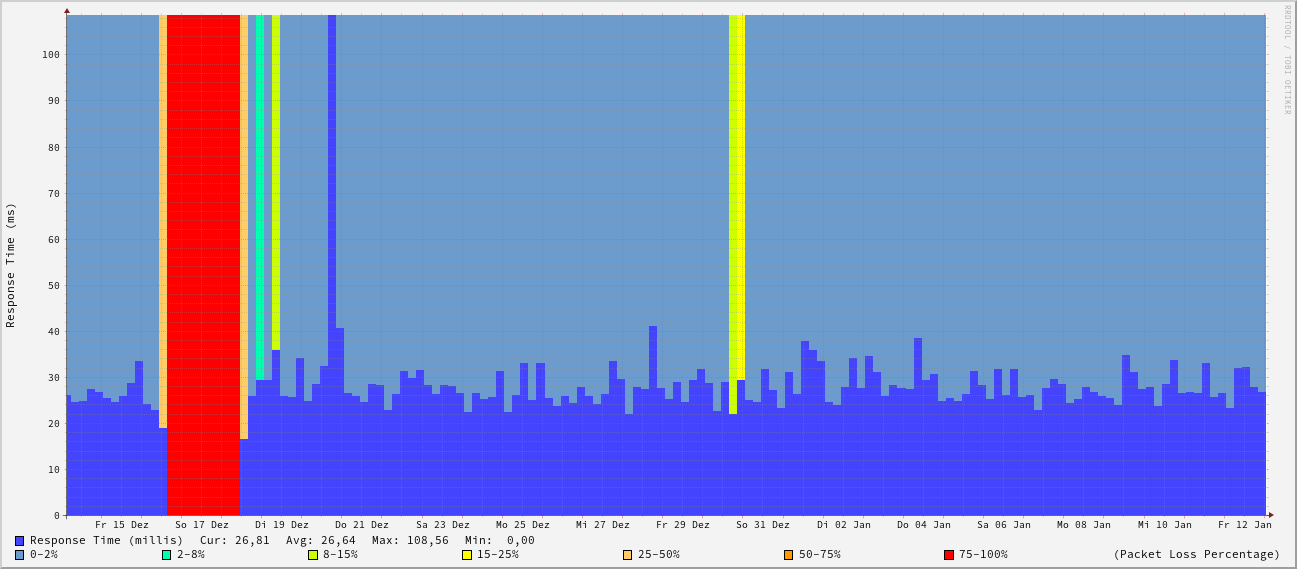 RRDTOOL / TOBI OETIKER
Response Time (ms)
100
90
80
70
60
50
40
30
20
10
0
Fr 15 Dez So 17 Dez Di 19 Dez Do 21 Dez Sa 23 Dez Mo 25 Dez Mi 27 Dez Fr 29 Dez So 31 Dez Di 02 Jan Do 04 Jan Sa 06 Jan Mo 08 Jan Mi 10 Jan Fr 12 Jan
Response Time (millis) Cur: 26,81 Avg: 26,64 Max: 108,56 Min: 0,00
0-2% 2-8% 8-15% 15-25% 25-50% 50-75% 75-100% (Packet Loss Percentage)